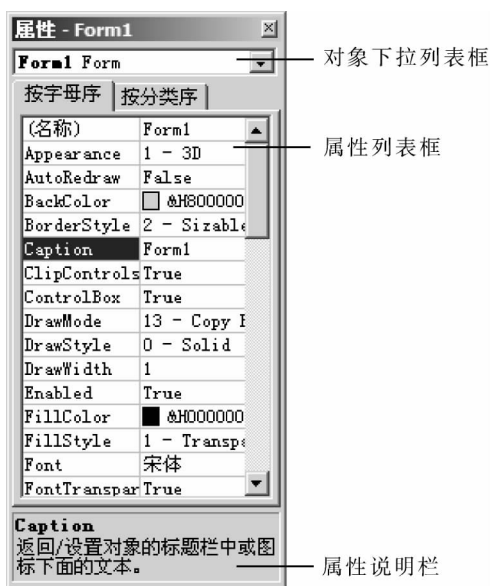 属性 - Form1
Form1 Form
对象下拉列表框
按字母序 按分类序
(名称) Form1
Appearance 1 - 3D
属性列表框
AutoRedraw False
BackColor &H800000
BorderStyle 2 - Sizable
Caption Form1
ClipControls True
ControlBox True
DrawMode 13 - Copy
DrawStyle 0 - Solid
DrawWidth 1
Enabled True
FillColor &H000000
FillStyle 1 - Transpa
Font 宋体
FontTranspar True
Caption
返回/设置对象的标题栏中或图
标下面的文本。
属性说明栏